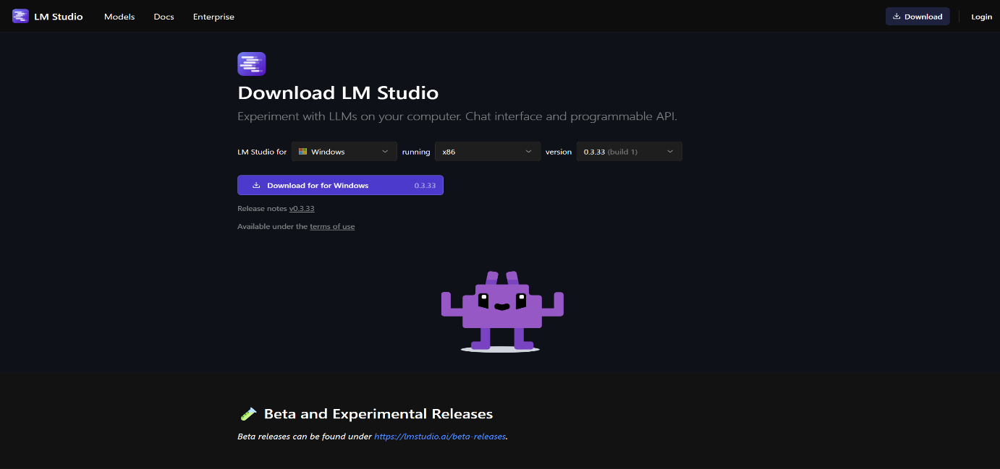 LM Studio Models Docs Enterprise Download Login
Download LM Studio
Experiment with LLMs on your computer. Chat interface and programmable API.
LM Studio for Windows running x86 version 0.3.33 (build 1)
Download for for Windows 0.3.33
Release notes v0.3.33
Available under the terms of use
Beta and Experimental Releases
Beta releases can be found under https://lmstudio.ai/beta-releases.